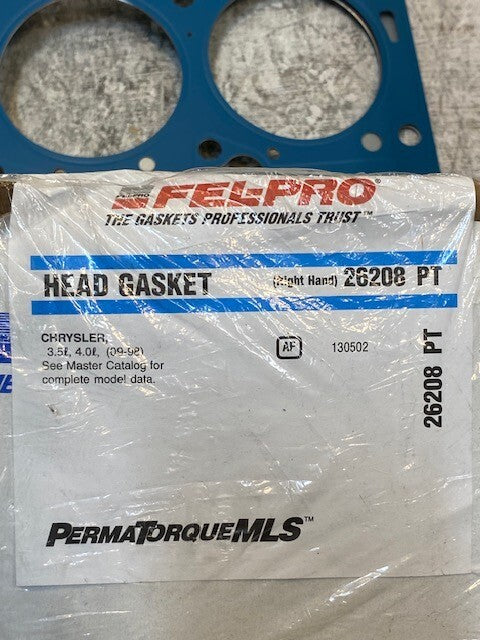 FEL-PRO
THE GASKETS PROFESSIONALS TRUST™
HEAD GASKET (Right Hand) 26208 PT
CHRYSLER,
3.5ℓ, 4.0ℓ, (09-98)
See Master Catalog for
complete model data.
AF 130502
26208 PT
PERMATORQUEMLS™